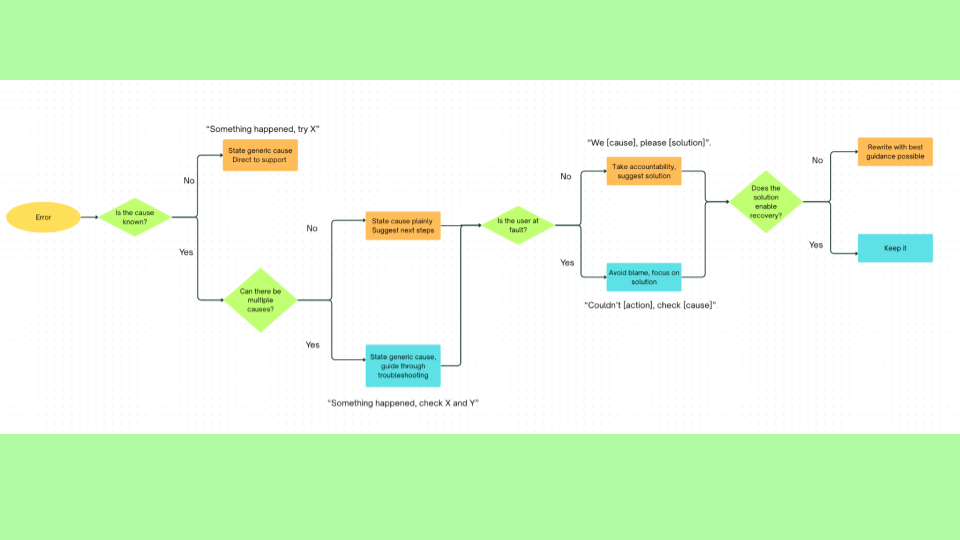 Error
Is the cause
known?
No
Yes
“Something happened, try X”
State generic cause
Direct to support
Can there be
multiple
causes?
No
Yes
State cause plainly
Suggest next steps
State generic cause,
guide through
troubleshooting
“Something happened, check X and Y”
Is the user at
fault?
No
Yes
“We [cause], please [solution]”.
Take accountability,
suggest solution
Avoid blame, focus on
solution
“Couldn’t [action], check [cause]”
Does the
solution
enable
recovery?
No
Yes
Rewrite with best
guidance possible
Keep it